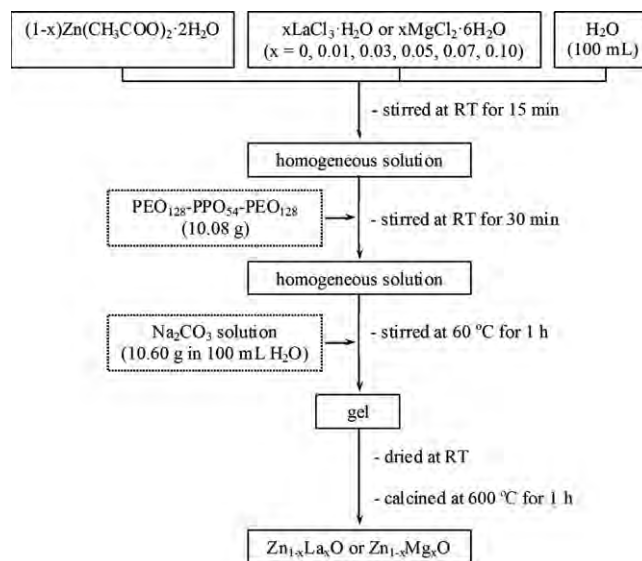 (1-x)Zn(CH₃COO)₂·2H₂O
xLaCl₃·H₂O or xMgCl₂·6H₂O
(x = 0, 0.01, 0.03, 0.05, 0.07, 0.10)
H₂O
(100 mL)
- stirred at RT for 15 min
homogeneous solution
PEO₁₂₈-PPO₅₄-PEO₁₂₈
(10.08 g)
- stirred at RT for 30 min
homogeneous solution
Na₂CO₃ solution
(10.60 g in 100 mL H₂O)
- stirred at 60 °C for 1 h
gel
- dried at RT
- calcined at 600 °C for 1 h
Zn₁₋ₓLaₓO or Zn₁₋ₓMgₓO